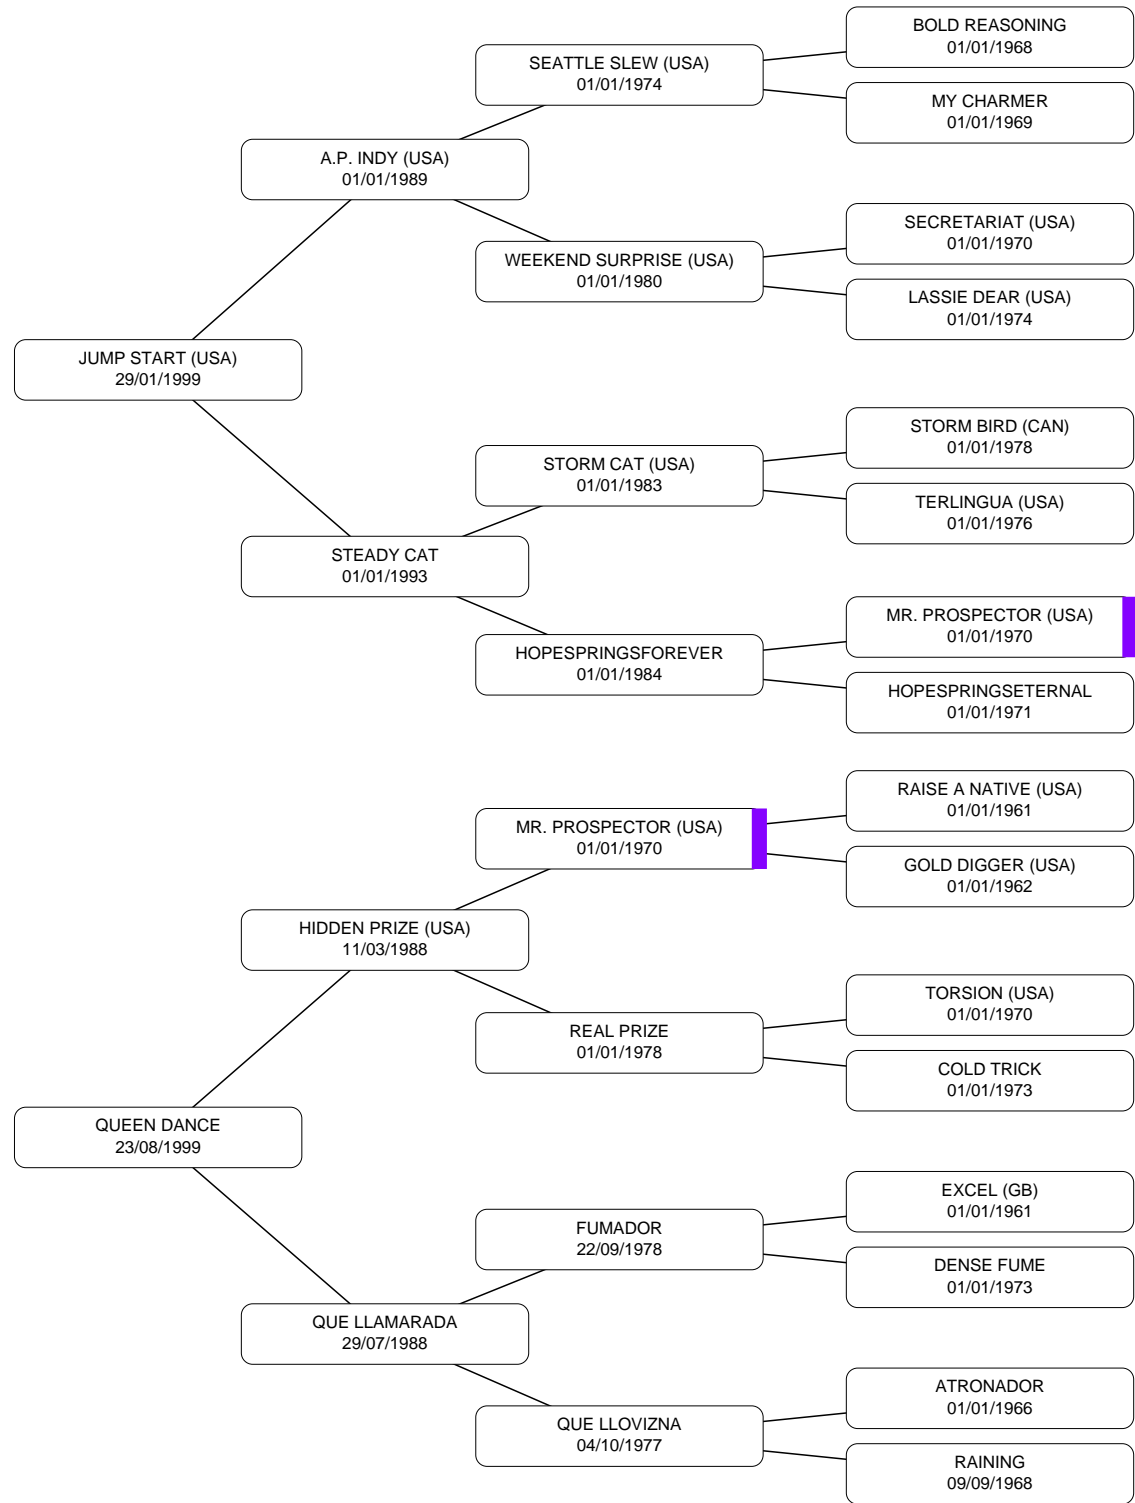 BOLD REASONING
01/01/1968
SEATTLE SLEW (USA)
01/01/1974
MY CHARMER
01/01/1969
A.P. INDY (USA)
01/01/1989
SECRETARIAT (USA)
01/01/1970
WEEKEND SURPRISE (USA)
01/01/1980
LASSIE DEAR (USA)
01/01/1974
JUMP START (USA)
29/01/1999
STORM BIRD (CAN)
01/01/1978
STORM CAT (USA)
01/01/1983
TERLINGUA (USA)
01/01/1976
STEADY CAT
01/01/1993
MR. PROSPECTOR (USA)
01/01/1970
HOPESPRINGSFOREVER
01/01/1984
HOPESPRINGSETERNAL
01/01/1971
RAISE A NATIVE (USA)
01/01/1961
MR. PROSPECTOR (USA)
01/01/1970
GOLD DIGGER (USA)
01/01/1962
HIDDEN PRIZE (USA)
11/03/1988
TORSION (USA)
01/01/1970
REAL PRIZE
01/01/1978
COLD TRICK
01/01/1973
QUEEN DANCE
23/08/1999
EXCEL (GB)
01/01/1961
FUMADOR
22/09/1978
DENSE FUME
01/01/1973
QUE LLAMARADA
29/07/1988
ATRONADOR
01/01/1966
QUE LLOVIZNA
04/10/1977
RAINING
09/09/1968